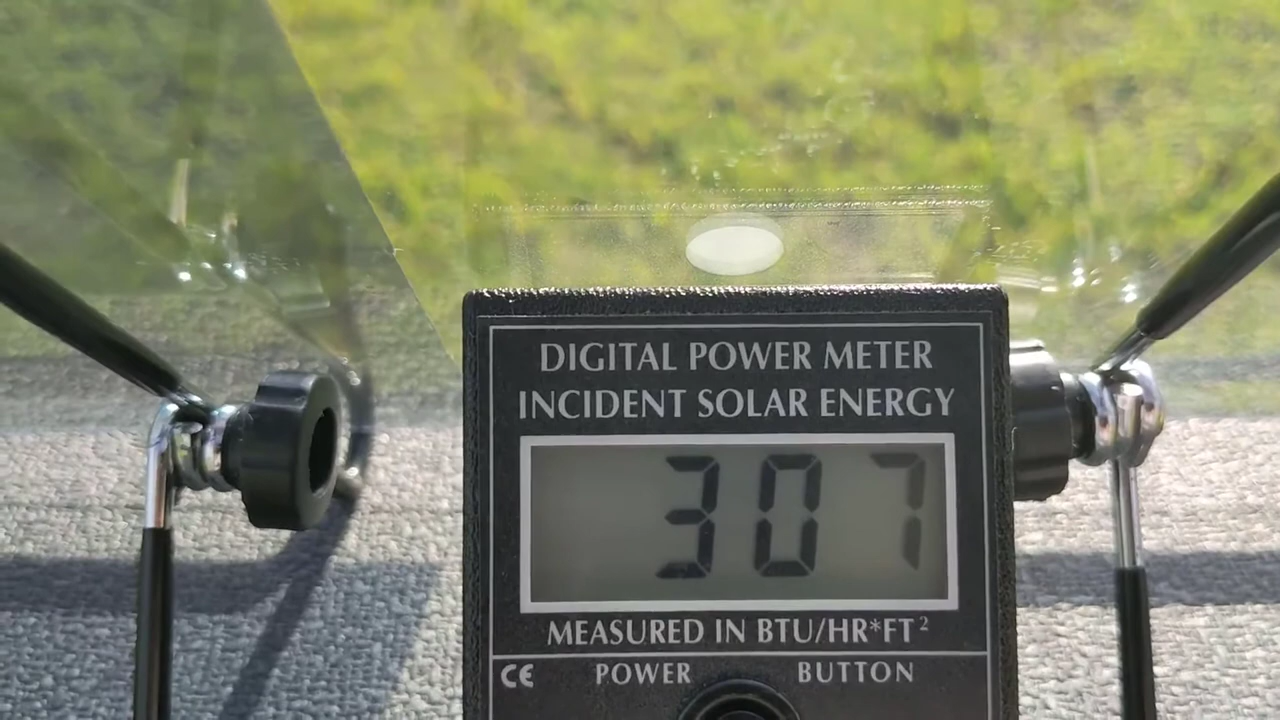 DIGITAL POWER METER
INCIDENT SOLAR ENERGY
307
MEASURED IN BTU/HR*FT²
CE POWER BUTTON